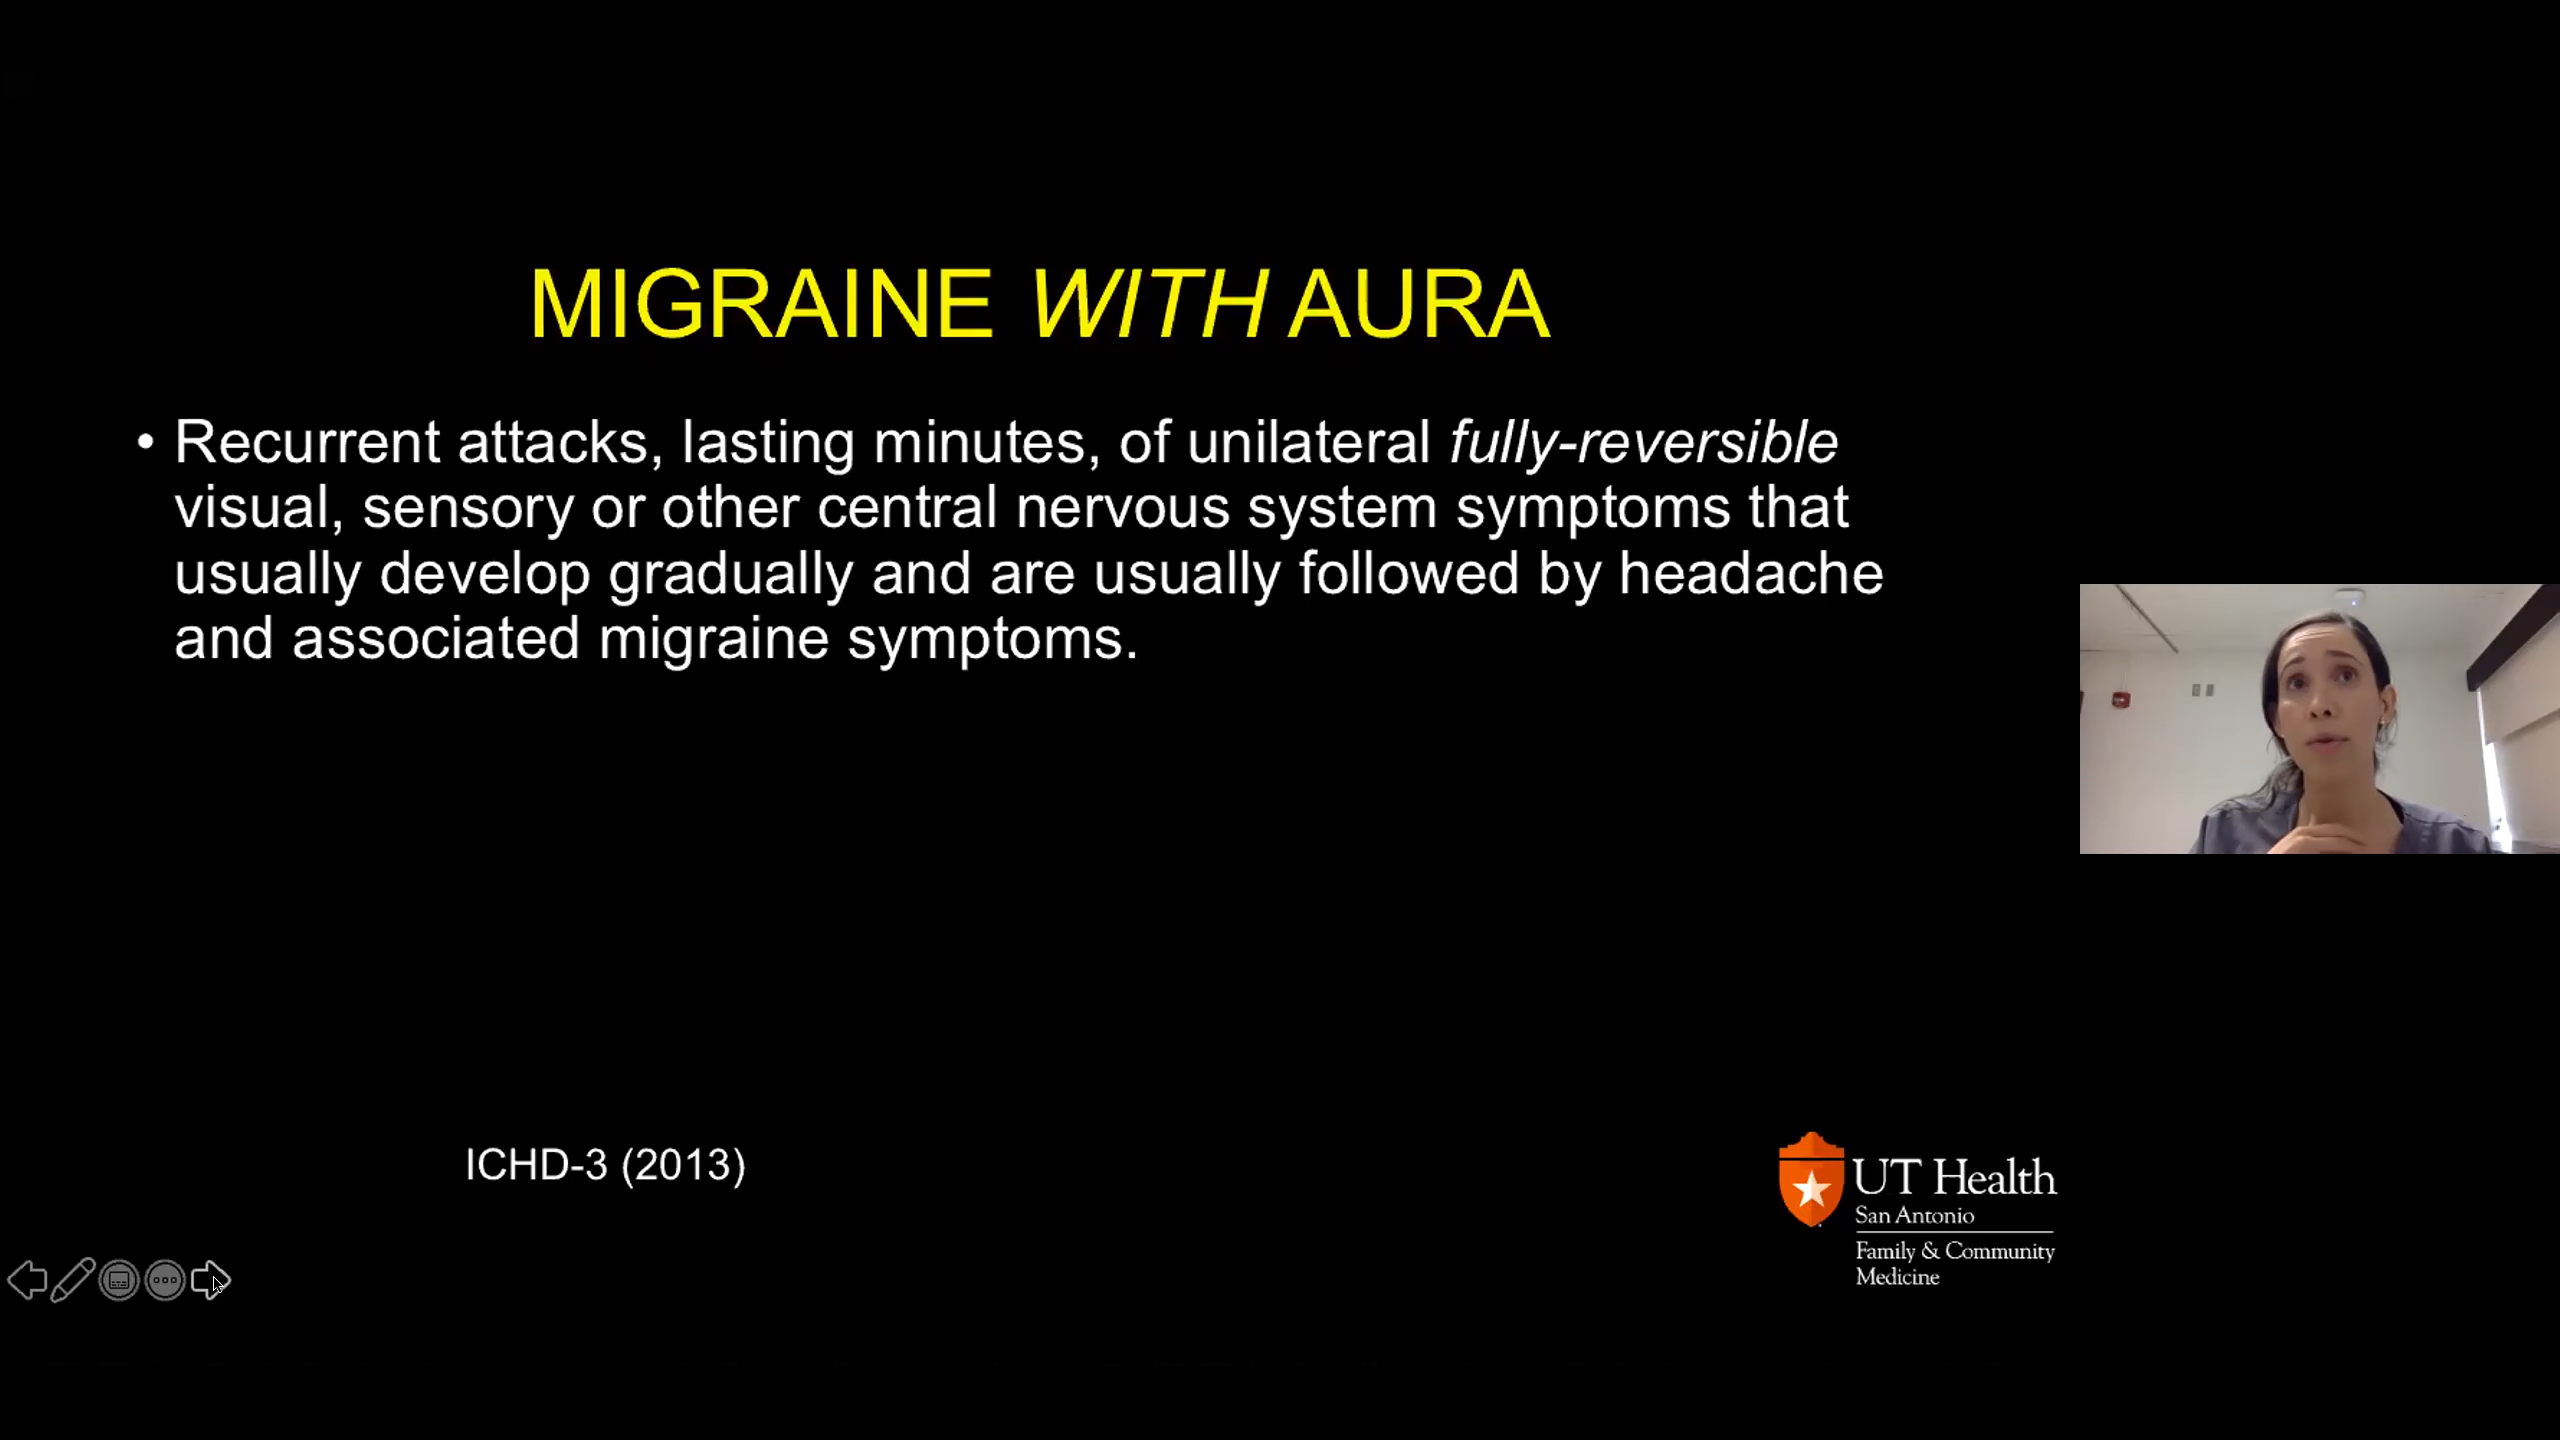 MIGRAINE WITH AURA
• Recurrent attacks, lasting minutes, of unilateral fully-reversible
visual, sensory or other central nervous system symptoms that
usually develop gradually and are usually followed by headache
and associated migraine symptoms.
ICHD-3 (2013)
UT Health
San Antonio
Family & Community
Medicine